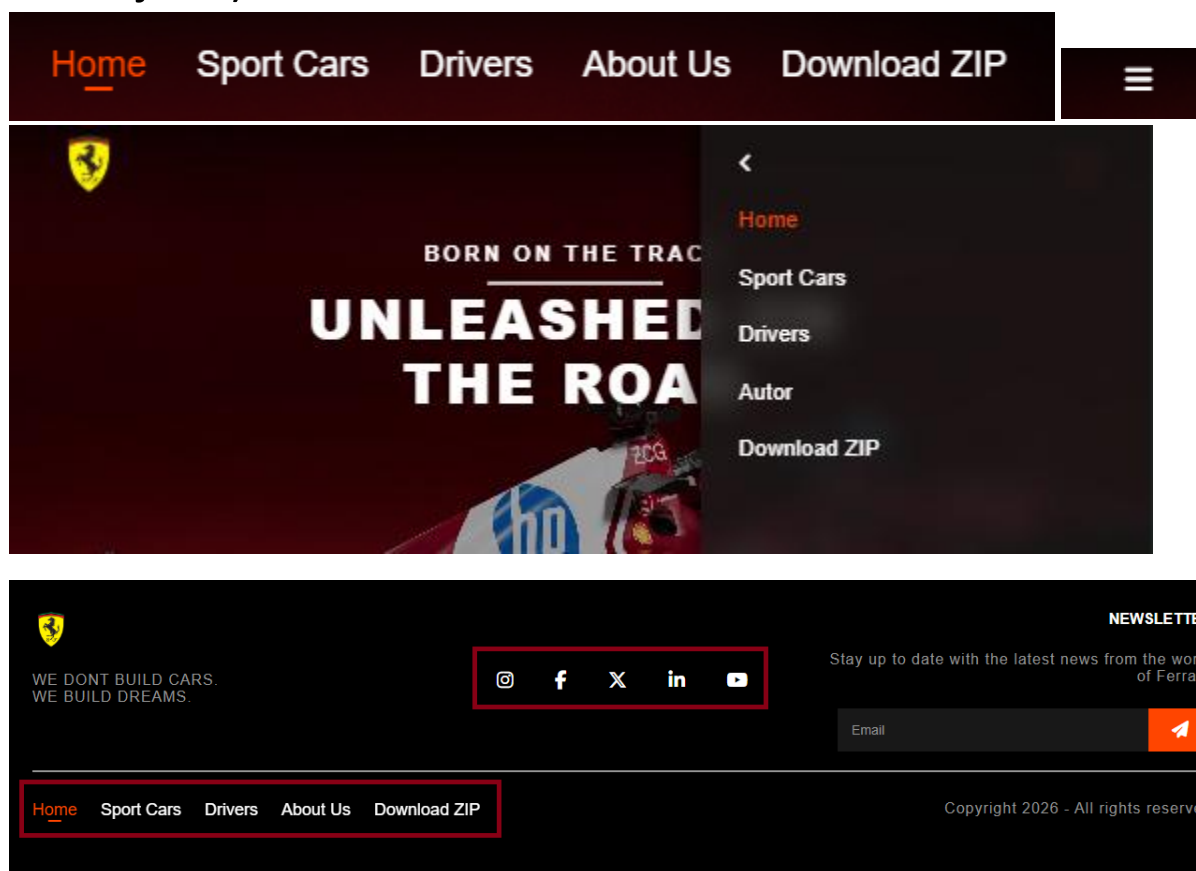 Home Sport Cars Drivers About Us Download ZIP
BORN ON THE TRAC
UNLEASHED
THE ROA
ZCG
hp
Home
Sport Cars
Drivers
Autor
Download ZIP
WE DONT BUILD CARS.
WE BUILD DREAMS.
NEWSLETTE
Stay up to date with the latest news from the wor
of Ferra
Email
Home Sport Cars Drivers About Us Download ZIP
Copyright 2026 - All rights reserve